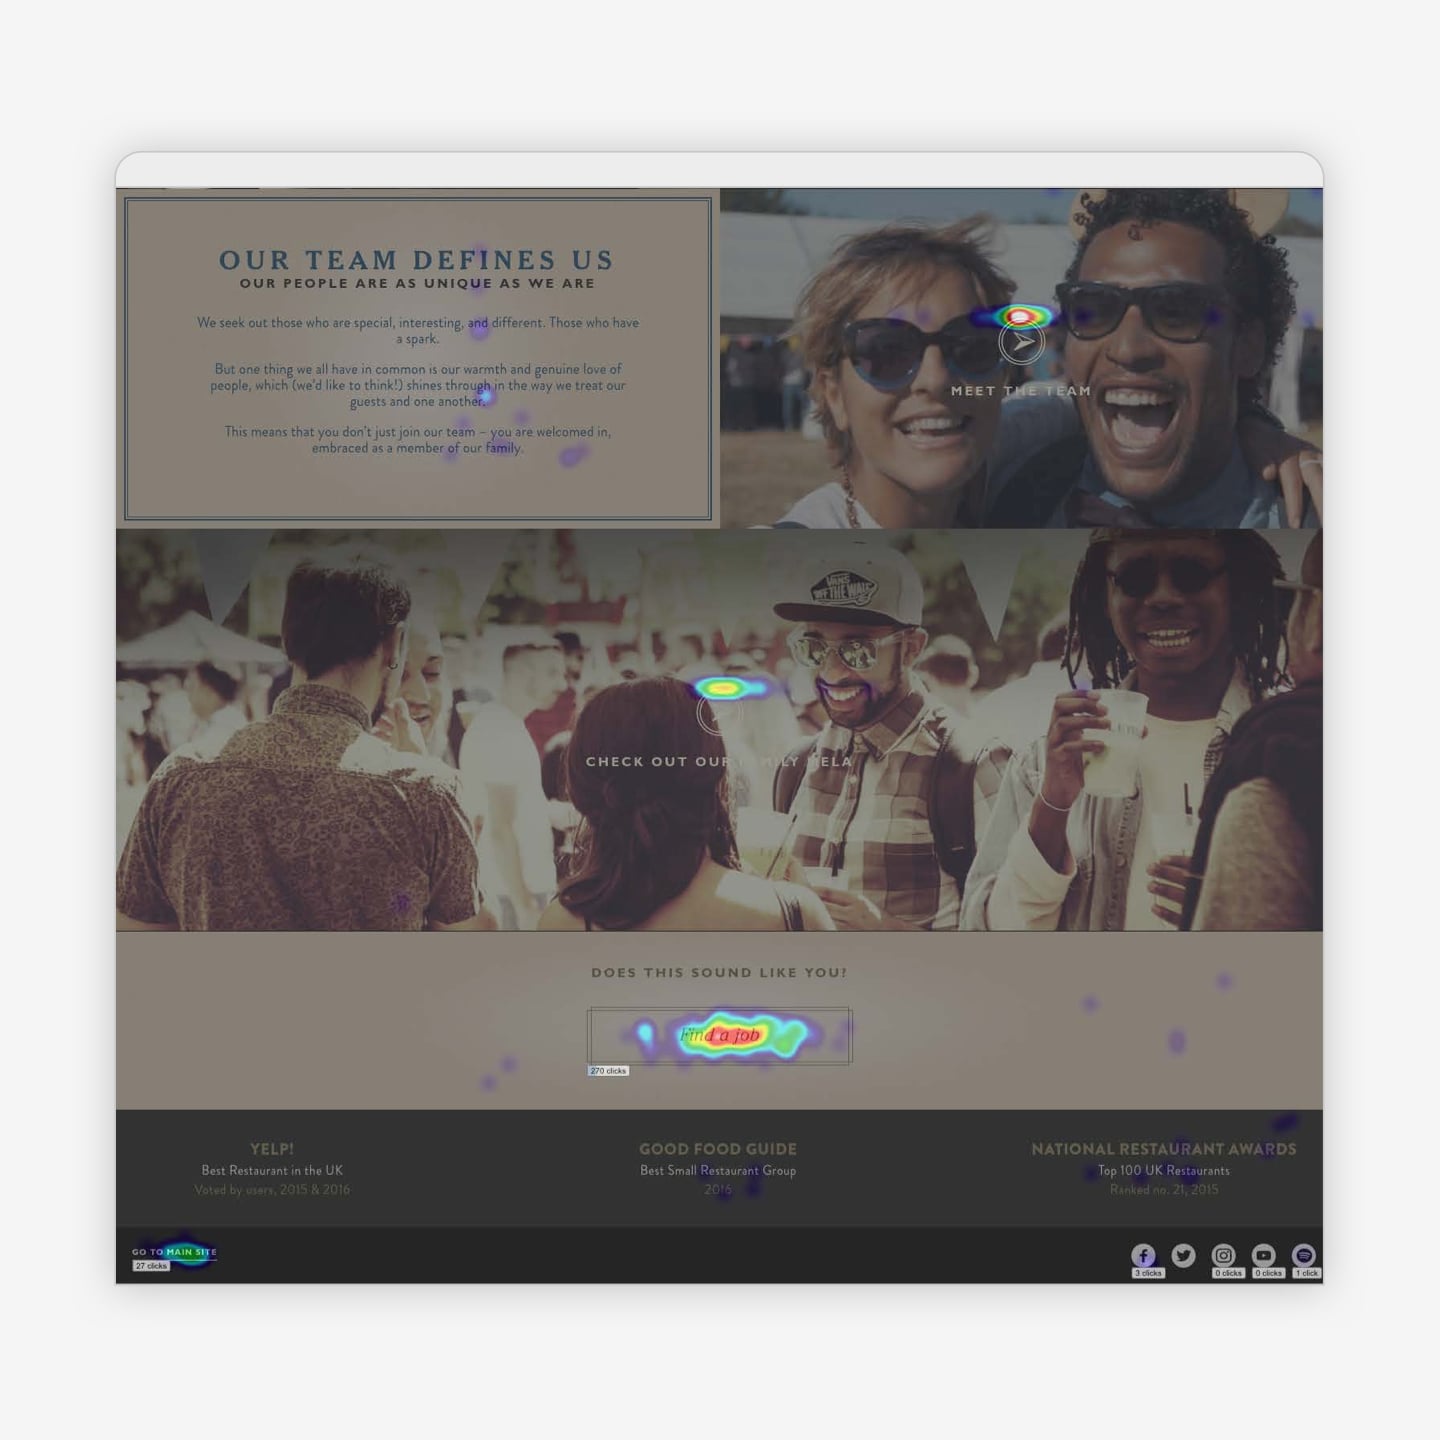 OUR TEAM DEFINES US
OUR PEOPLE ARE AS UNIQUE AS WE ARE
We seek out those who are special, interesting, and different. Those who have
a spark.
But one thing we all have in common is our warmth and genuine love of
people, which (we'd like to think!) shines through in the way we treat our
guests and one another.
This means that you don't just join our team – you are welcomed in,
embraced as a member of our family.
MEET THE TEAM
VANS
"OFF THE WALL"
CHECK OUT OUR FAMILY
DOES THIS SOUND LIKE YOU?
Find a job
270 clicks
YELP!
Best Restaurant in the UK
Voted by users, 2015 & 2016
GOOD FOOD GUIDE
Best Small Restaurant Group
2016
NATIONAL RESTAURANT AWARDS
Top 100 UK Restaurants
Ranked no. 21, 2015
GO TO MAIN SITE
27 clicks
3 clicks
0 clicks
0 clicks
1 click